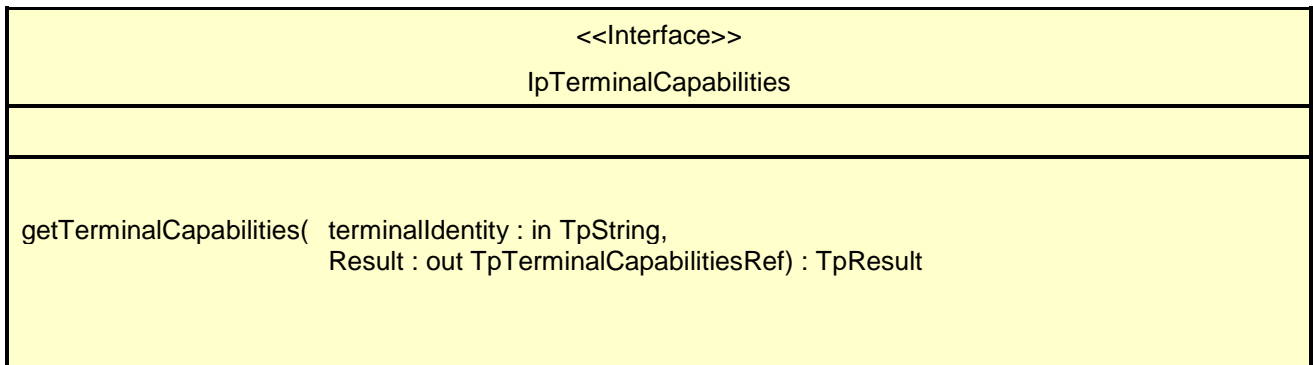 <<Interface>>
IpTerminalCapabilities
getTerminalCapabilities( terminalIdentity : in TpString,
Result : out TpTerminalCapabilitiesRef) : TpResult